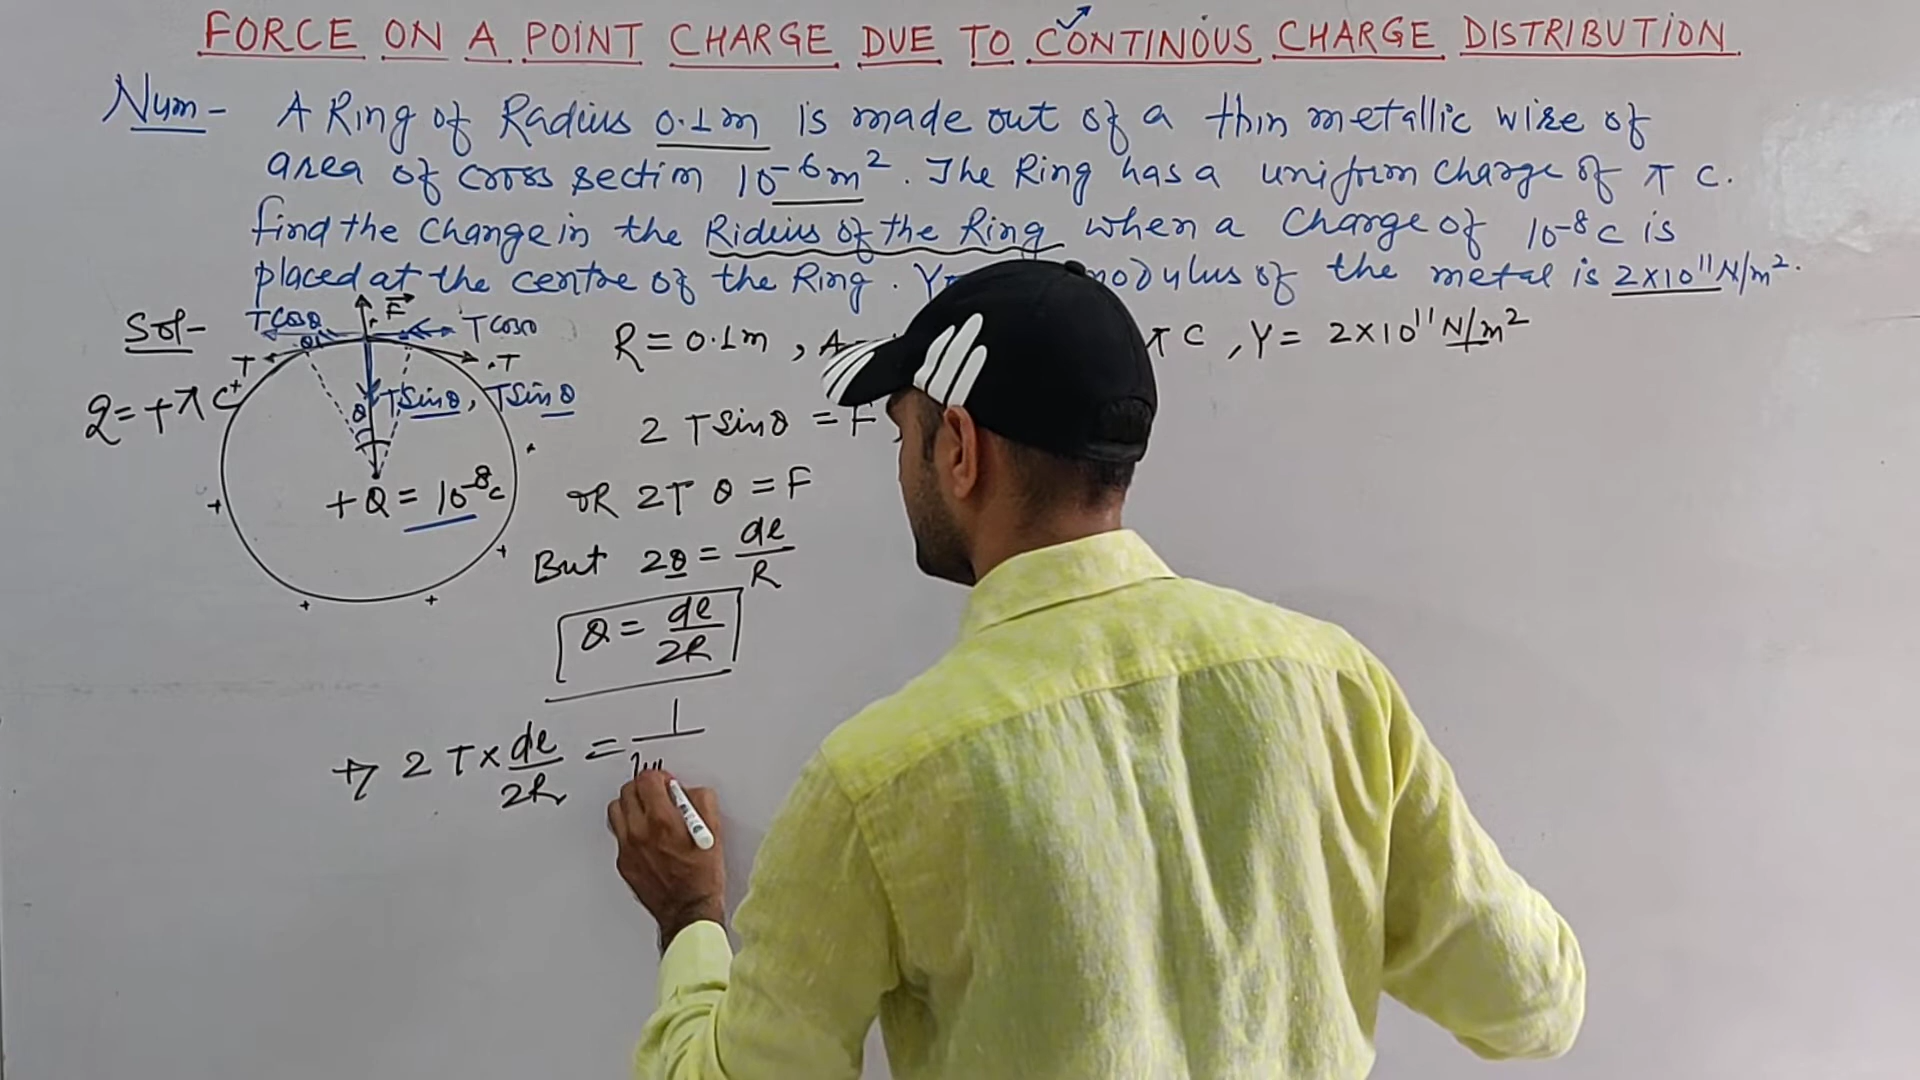 FORCE ON A POINT CHARGE DUE TO CONTINOUS CHARGE DISTRIBUTION
Num- A Ring of Radius 0.1m is made out of a thin metallic wire of
area of cross section 10⁻⁶m². The Ring has a uniform charge of π C.
find the change in the Rideius of the Ring when a charge of 10⁻⁸c is
placed at the centre of the Ring. modulus of the metal is 2×10¹¹N/m².
Sol- R = 0.1m, A π C, Y = 2×10¹¹ N/m²
Tcosθ F Tcosθ
T T
q = +π C
θ Tsinθ, Tsinθ
+Q = 10⁻⁸c
2 Tsinθ = F
OR 2T θ = F
But 2θ = dl/R
θ = dl/2R
⇒ 2 T × dl/2R = 1/